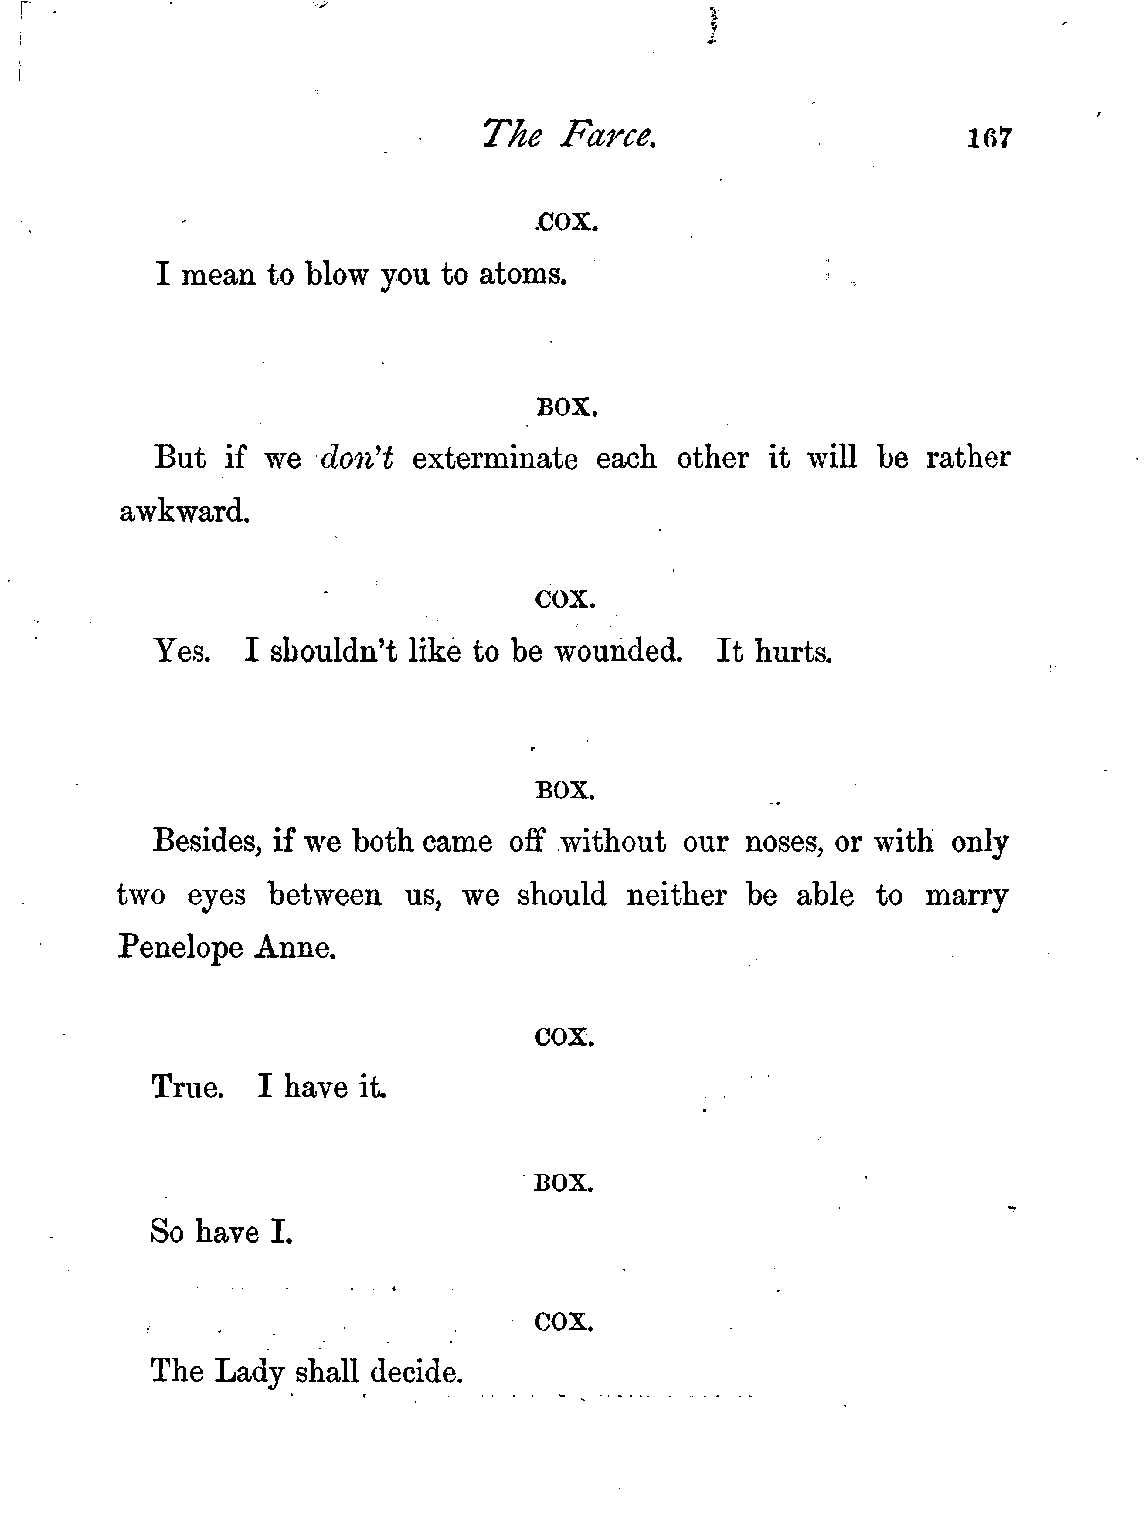 The Farce. 167
COX.
I mean to blow you to atoms.
BOX.
But if we don't exterminate each other it will be rather
awkward.
COX.
Yes. I shouldn't like to be wounded. It hurts.
BOX.
Besides, if we both came off without our noses, or with only
two eyes between us, we should neither be able to marry
Penelope Anne.
COX.
True. I have it.
BOX.
So have I.
COX.
The Lady shall decide.